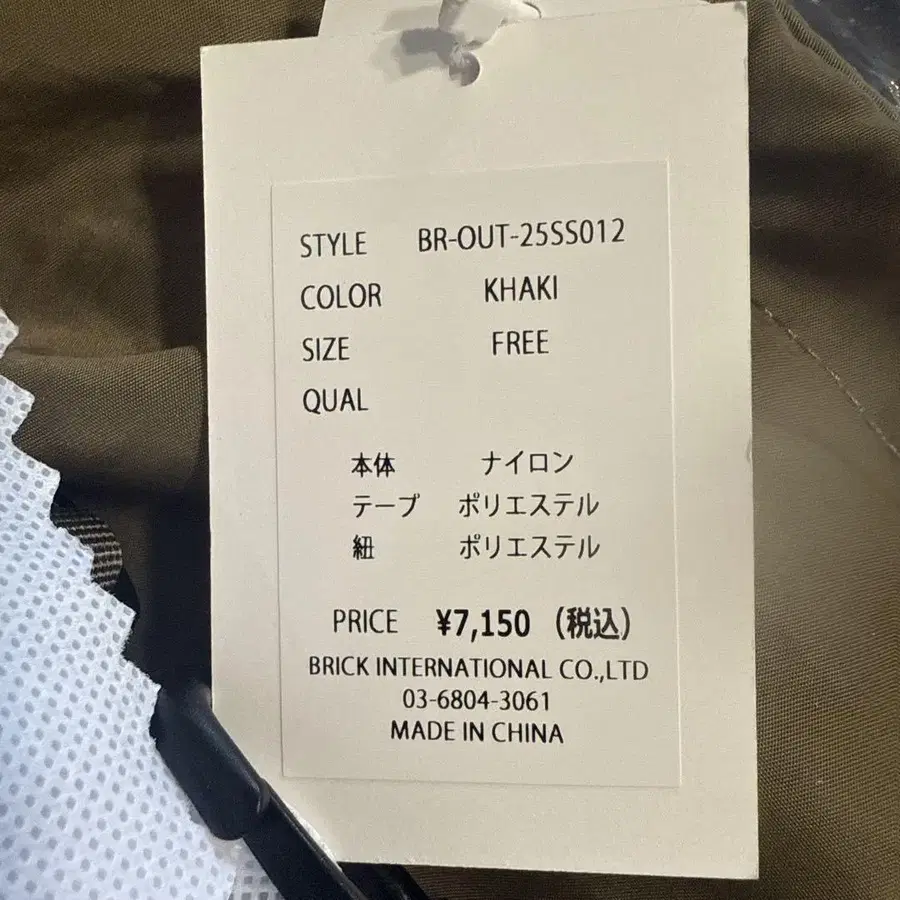 STYLE BR-OUT-25SS012
COLOR KHAKI
SIZE FREE
QUAL
本体 ナイロン
テープ ポリエステル
紐 ポリエステル
PRICE ¥7,150 (税込)
BRICK INTERNATIONAL CO.,LTD
03-6804-3061
MADE IN CHINA